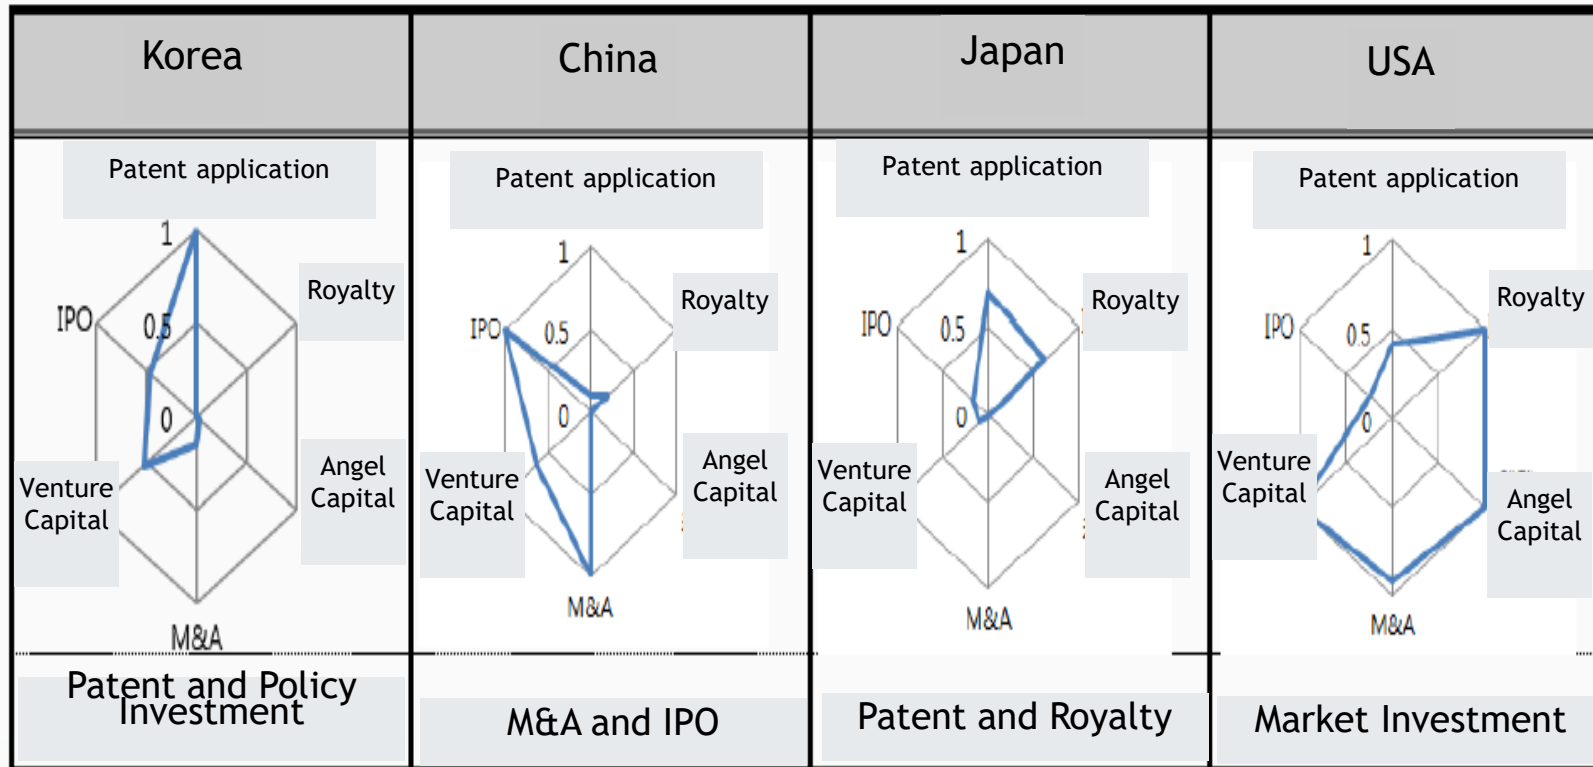 Korea
China
Japan
USA
Patent application
1
Royalty
IPO
0.5
0
Venture
Capital
Angel
Capital
M&A
Patent and Policy
Investment
Patent application
1
Royalty
IPO
0.5
0
Venture
Capital
Angel
Capital
M&A
M&A and IPO
Patent application
1
Royalty
IPO
0.5
0
Venture
Capital
Angel
Capital
M&A
Patent and Royalty
Patent application
1
Royalty
IPO
0.5
0
Venture
Capital
Angel
Capital
M&A
Market Investment